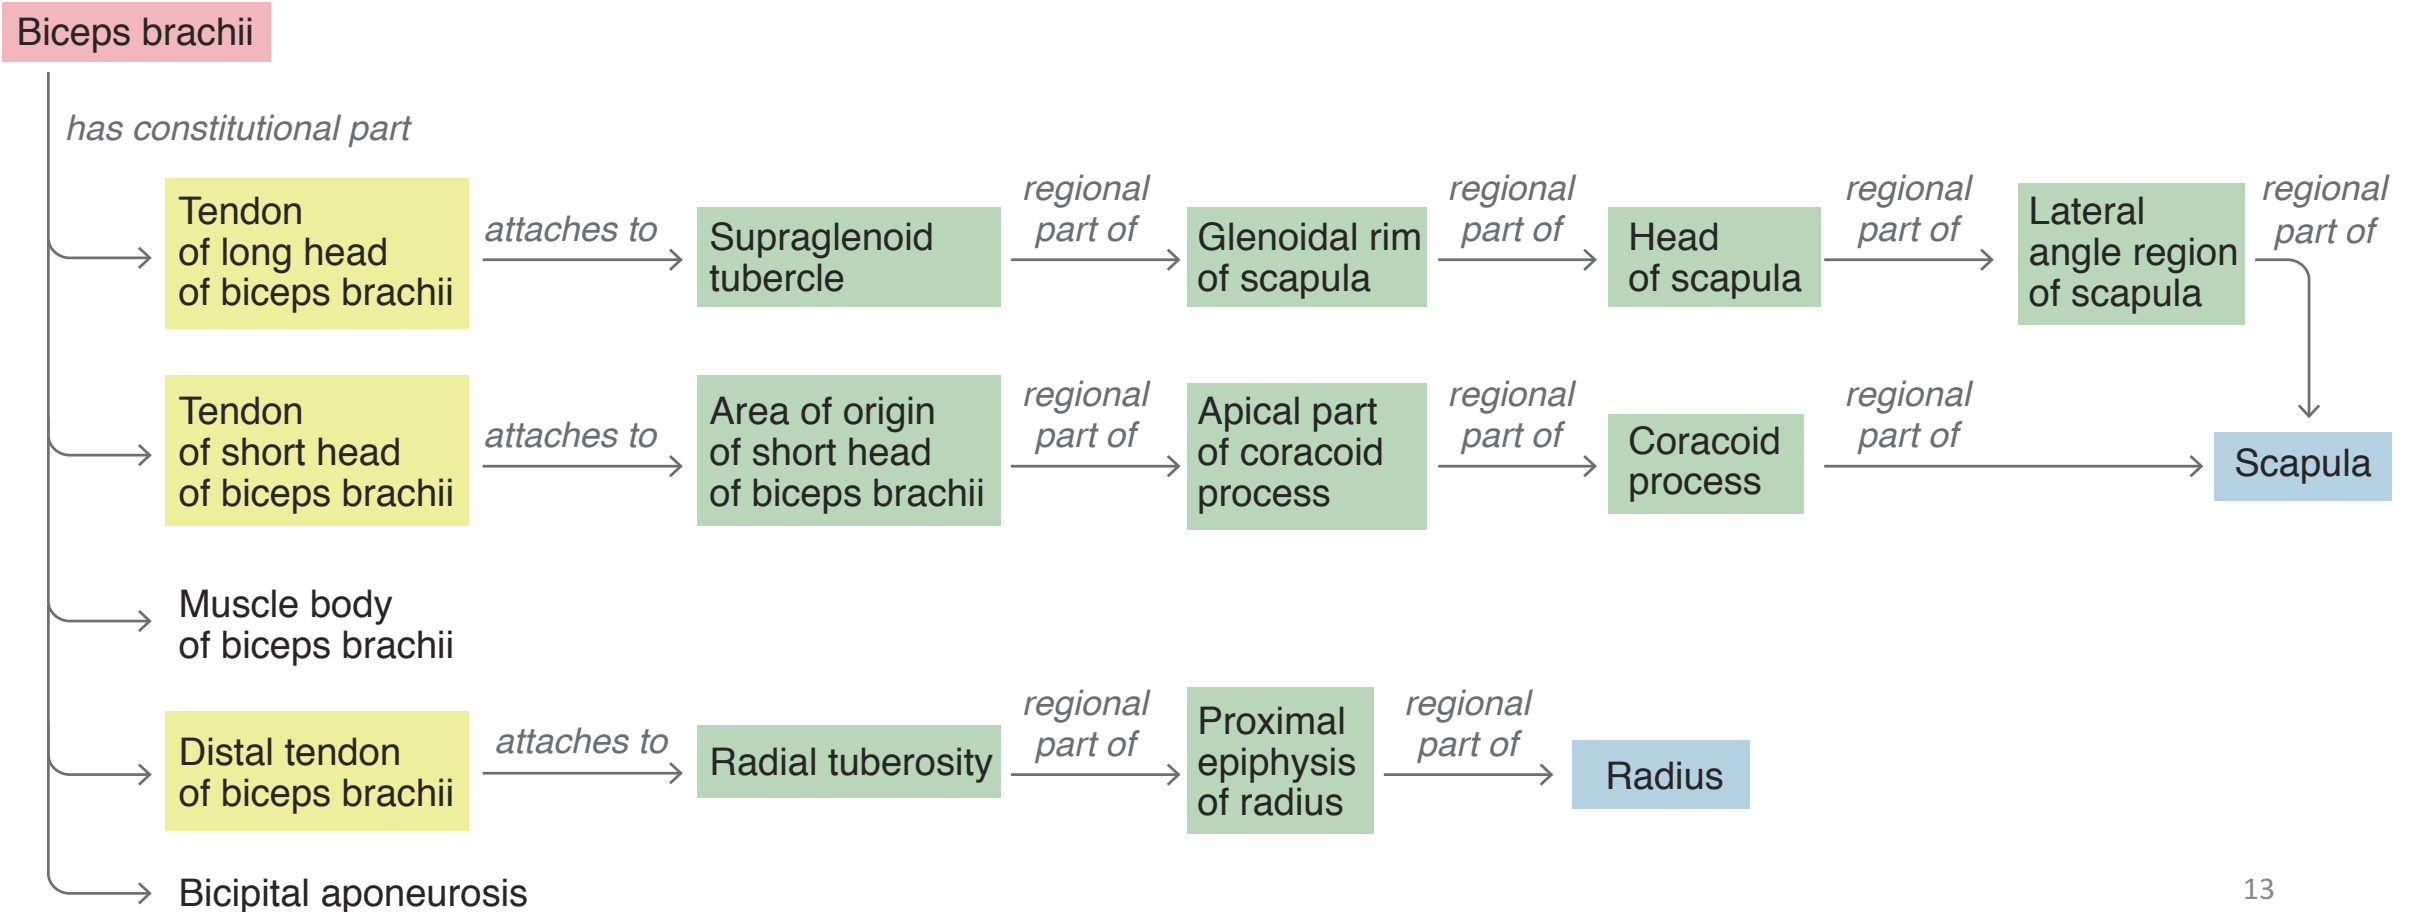 Biceps brachii
has constitutional part
Tendon
of long head
of biceps brachii
attaches to
Supraglenoid
tubercle
regional
part of
Glenoidal rim
of scapula
regional
part of
Head
of scapula
regional
part of
Lateral
angle region
of scapula
regional
part of
Tendon
of short head
of biceps brachii
attaches to
Area of origin
of short head
of biceps brachii
regional
part of
Apical part
of coracoid
process
regional
part of
Coracoid
process
regional
part of
Scapula
Muscle body
of biceps brachii
Distal tendon
of biceps brachii
attaches to
Radial tuberosity
regional
part of
Proximal
epiphysis
of radius
regional
part of
Radius
Bicipital aponeurosis
13